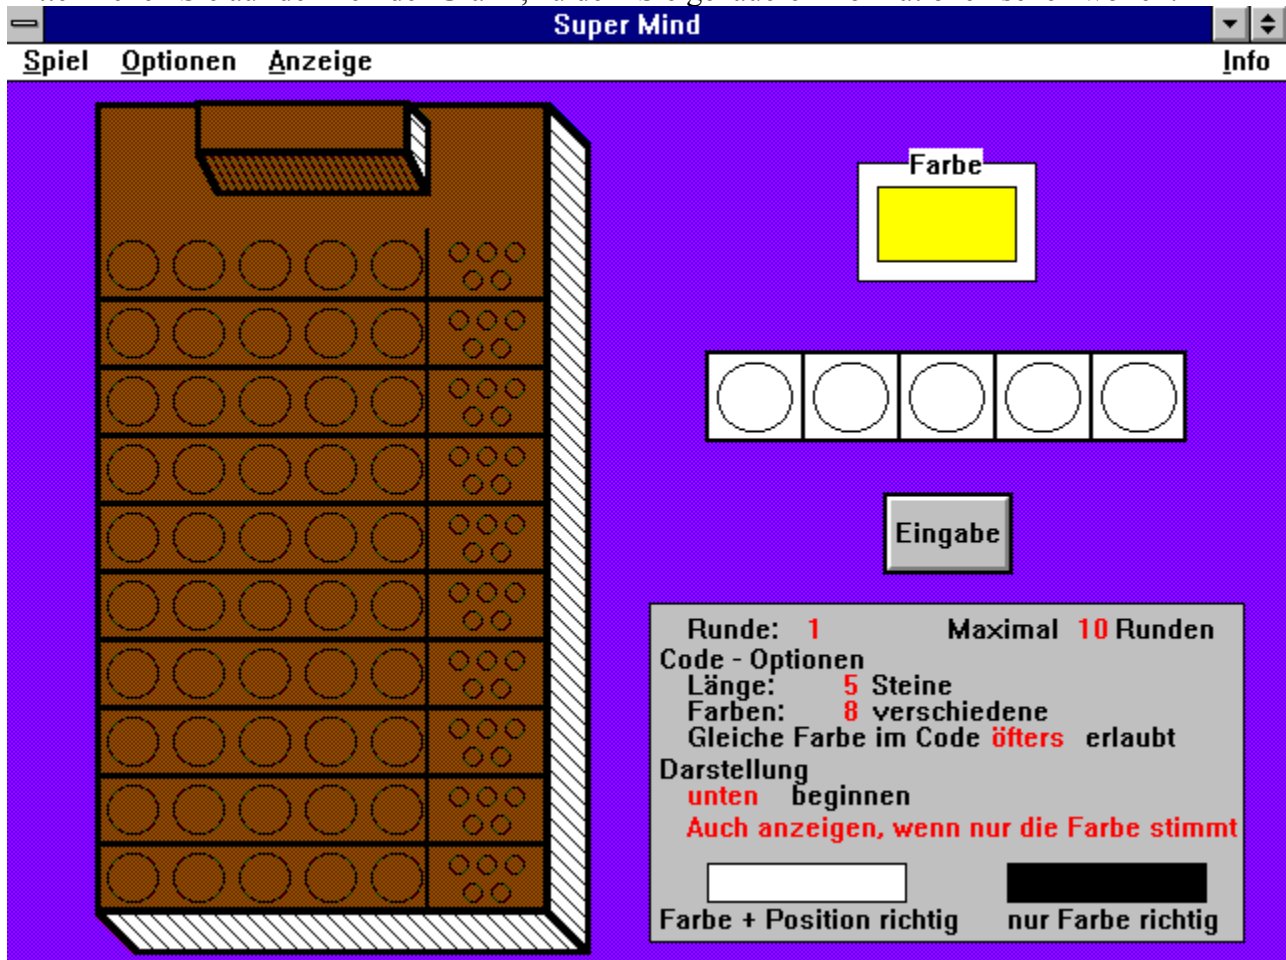 Super Mind
Spiel Optionen Anzeige Info
Farbe
Eingabe
Runde: 1 Maximal 10 Runden
Code - Optionen
Länge: 5 Steine
Farben: 8 verschiedene
Gleiche Farbe im Code öfters erlaubt
Darstellung
unten beginnen
Auch anzeigen, wenn nur die Farbe stimmt
Farbe + Position richtig nur Farbe richtig